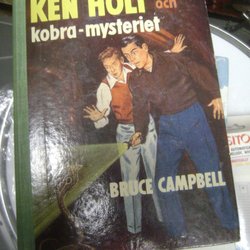 KEN HOLT och
kobra-mysteriet
BRUCE CAMPBELL